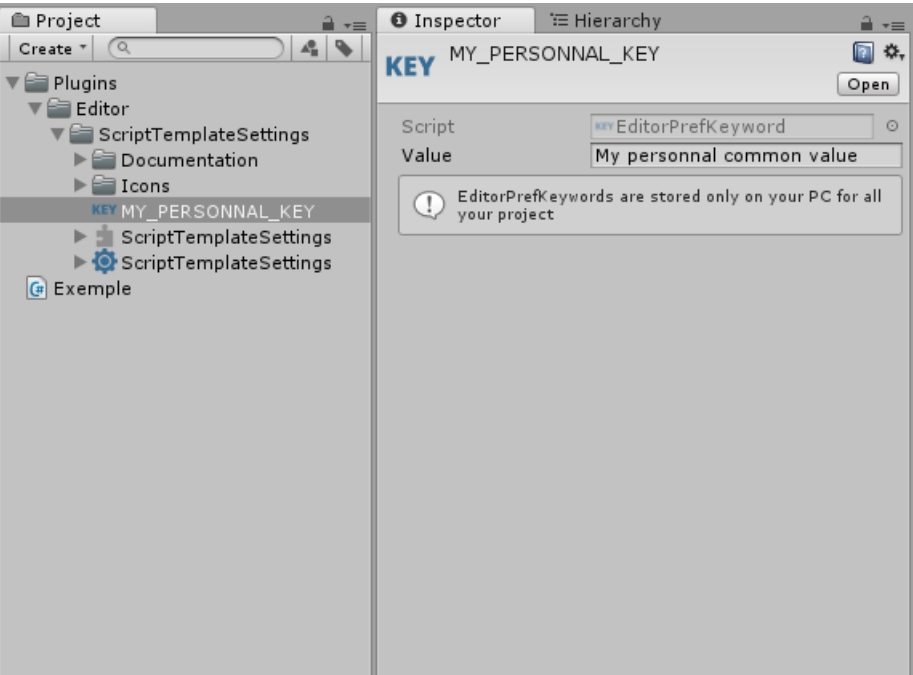 Project
Create
Plugins
Editor
ScriptTemplateSettings
Documentation
Icons
KEY MY_PERSONNAL_KEY
ScriptTemplateSettings
ScriptTemplateSettings
C# Exemple
Inspector
Hierarchy
KEY MY_PERSONNAL_KEY
Open
Script KEY EditorPrefKeyword
Value My personnal common value
EditorPrefKeywords are stored only on your PC for all
your project